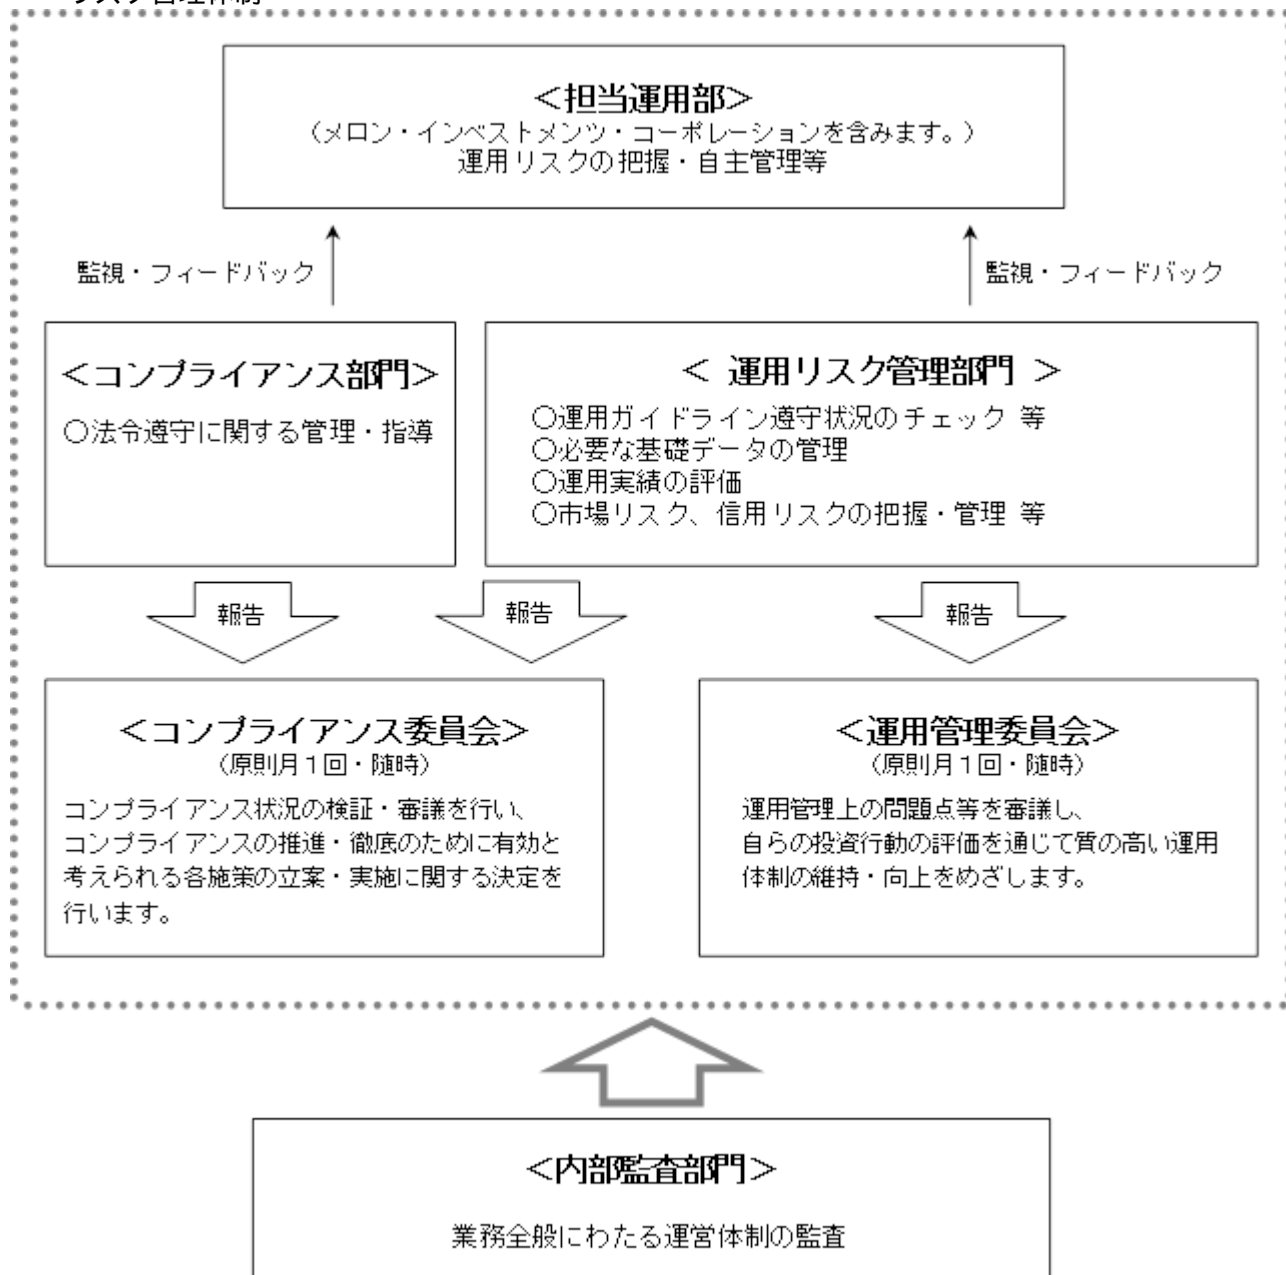 リスク管理体制
＜担当運用部＞
（メロン・インベストメンツ・コーポレーションを含みます。）
運用リスクの把握・自主管理等
監視・フィードバック
監視・フィードバック
＜コンプライアンス部門＞
○法令遵守に関する管理・指導
＜ 運用リスク管理部門 ＞
○運用ガイドライン遵守状況のチェック 等
○必要な基礎データの管理
○運用実績の評価
○市場リスク、信用リスクの把握・管理 等
報告
報告
報告
＜コンプライアンス委員会＞
（原則月１回・随時）
コンプライアンス状況の検証・審議を行い、
コンプライアンスの推進・徹底のために有効と
考えられる各施策の立案・実施に関する決定を
行います。
＜運用管理委員会＞
（原則月１回・随時）
運用管理上の問題点等を審議し、
自らの投資行動の評価を通じて質の高い運用
体制の維持・向上をめざします。
＜内部監査部門＞
業務全般にわたる運営体制の監査